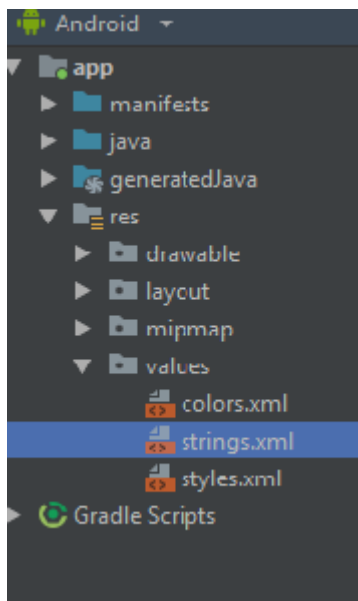 Android
app
manifests
java
generatedJava
res
drawable
layout
mipmap
values
colors.xml
strings.xml
styles.xml
Gradle Scripts